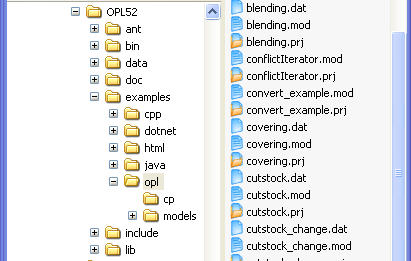 OPL52
ant
bin
data
doc
examples
cpp
dotnet
html
java
opl
cp
models
include
lib
blending.dat
blending.mod
blending.prj
conflictIterator.mod
conflictIterator.prj
convert_example.mod
convert_example.prj
covering.dat
covering.mod
covering.prj
cutstock.dat
cutstock.mod
cutstock.prj
cutstock_change.dat
cutstock_change.mod